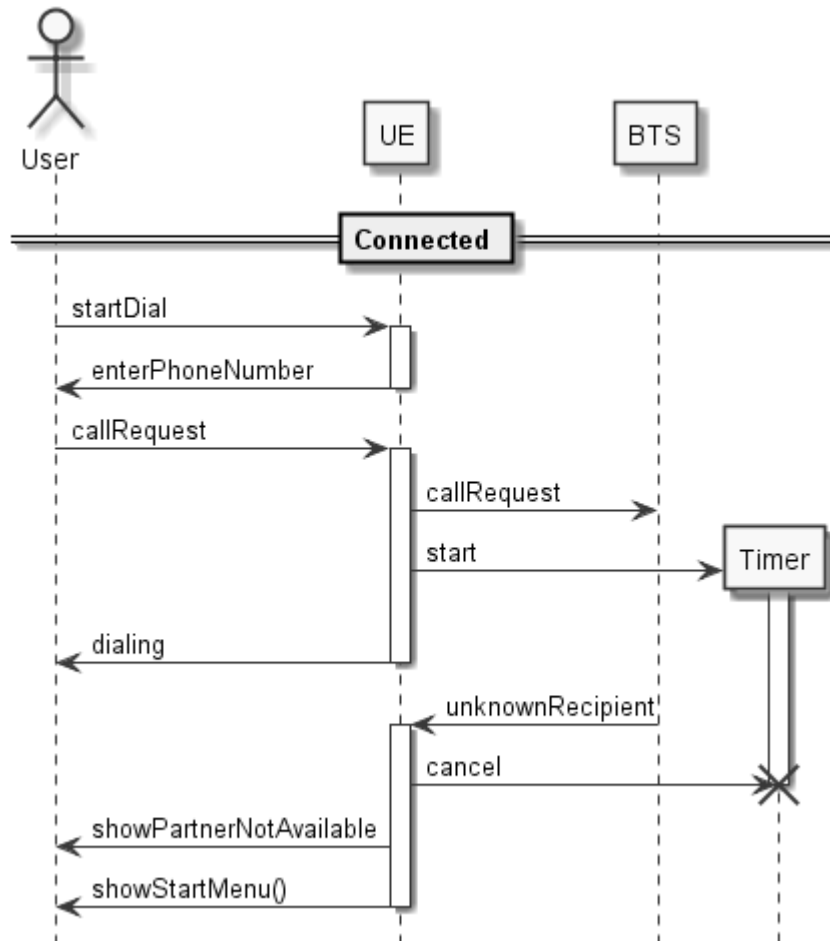 User
UE
BTS
Connected
startDial
enterPhoneNumber
callRequest
callRequest
start
Timer
dialing
unknownRecipient
cancel
showPartnerNotAvailable
showStartMenu()